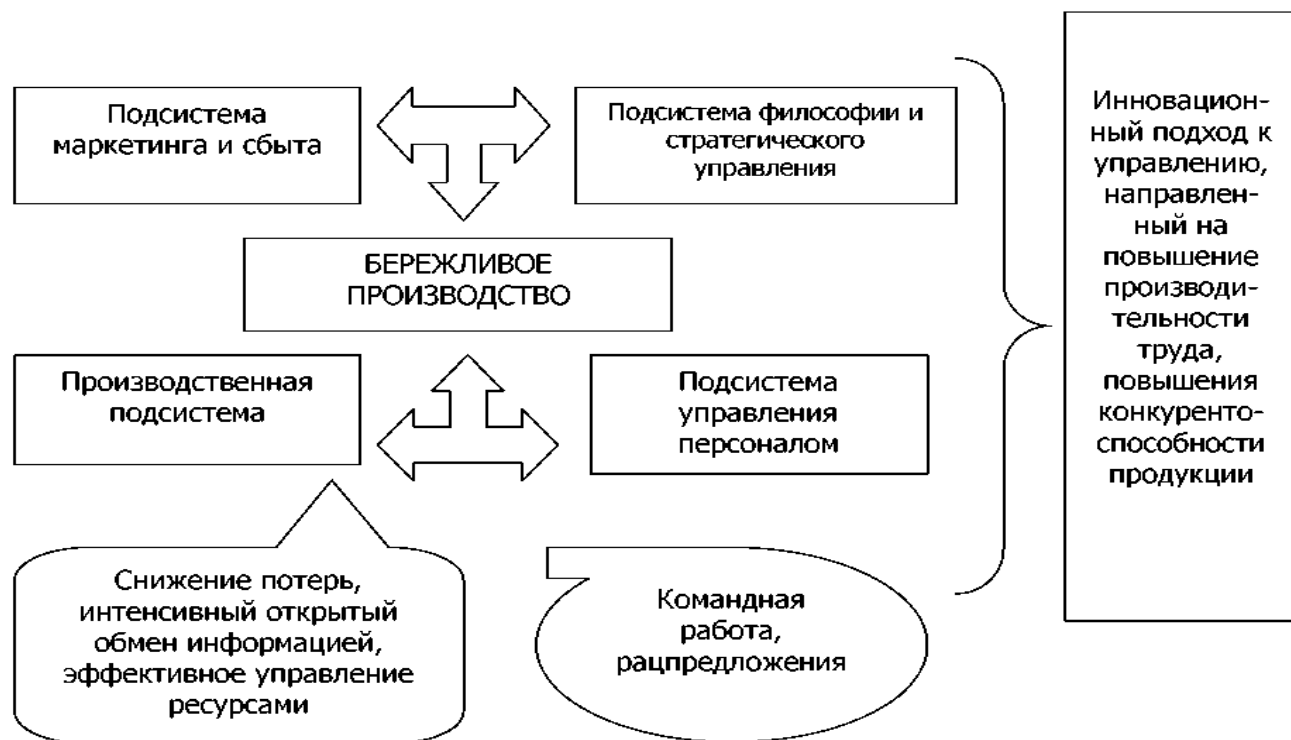 Подсистема
маркетинга и сбыта
Подсистема философии и
стратегического
управления
БЕРЕЖЛИВОЕ
ПРОИЗВОДСТВО
Производственная
подсистема
Подсистема
управления
персоналом
Снижение потерь,
интенсивный открытый
обмен информацией,
эффективное управление
ресурсами
Командная
работа,
рацпредложения
Инновацион-
ный подход к
управлению,
направлен-
ный на
повышение
производи-
тельности
труда,
повышения
конкуренто-
способности
продукции